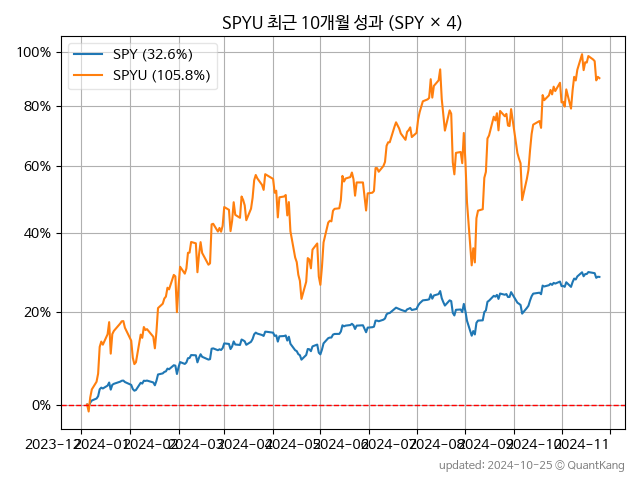 SPYU 최근 10개월 성과 (SPY × 4)
SPY (32.6%)
SPYU (105.8%)
100%
80%
60%
40%
20%
0%
2023-12 2024-01 2024-02 2024-03 2024-04 2024-05 2024-06 2024-07 2024-08 2024-09 2024-10 2024-11
updated: 2024-10-25 © QuantKang